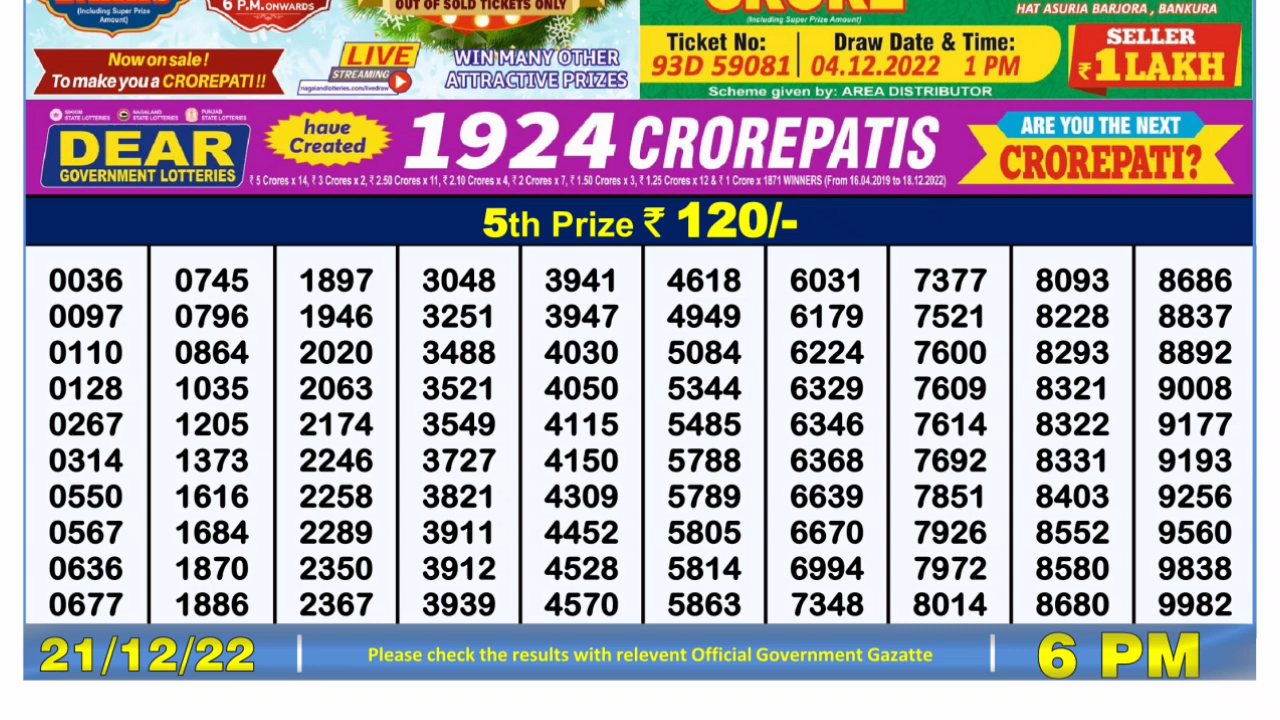 (Including Super Prize
Amount)
6 P.M. ONWARDS
OUT OF SOLD TICKETS ONLY
Now on sale !
To make you a CROREPATI !!
LIVE
STREAMING
nagalandlotteries.com/livedraw
WIN MANY OTHER
ATTRACTIVE PRIZES
CRORE
(Including Super Prize Amount)
HAT ASURIA BARJORA , BANKURA
Ticket No:
93D 59081
Draw Date & Time:
04.12.2022 1 PM
SELLER
₹1 LAKH
Scheme given by: AREA DISTRIBUTOR
SIKKIM
STATE LOTTERIES
NAGALAND
STATE LOTTERIES
PUNJAB
STATE LOTTERIES
DEAR
GOVERNMENT LOTTERIES
have
Created
1924 CROREPATIS
₹ 5 Crores x 14, ₹ 3 Crores x 2, ₹ 2.50 Crores x 11, ₹ 2.10 Crores x 4, ₹ 2 Crores x 7, ₹ 1.50 Crores x 3, ₹ 1.25 Crores x 12 & ₹ 1 Crore x 1871 WINNERS (From 16.04.2019 to 18.12.2022)
ARE YOU THE NEXT
CROREPATI?
5th Prize ₹ 120/-
0036 0745 1897 3048 3941 4618 6031 7377 8093 8686
0097 0796 1946 3251 3947 4949 6179 7521 8228 8837
0110 0864 2020 3488 4030 5084 6224 7600 8293 8892
0128 1035 2063 3521 4050 5344 6329 7609 8321 9008
0267 1205 2174 3549 4115 5485 6346 7614 8322 9177
0314 1373 2246 3727 4150 5788 6368 7692 8331 9193
0550 1616 2258 3821 4309 5789 6639 7851 8403 9256
0567 1684 2289 3911 4452 5805 6670 7926 8552 9560
0636 1870 2350 3912 4528 5814 6994 7972 8580 9838
0677 1886 2367 3939 4570 5863 7348 8014 8680 9982
21/12/22
Please check the results with relevent Official Government Gazatte
6 PM